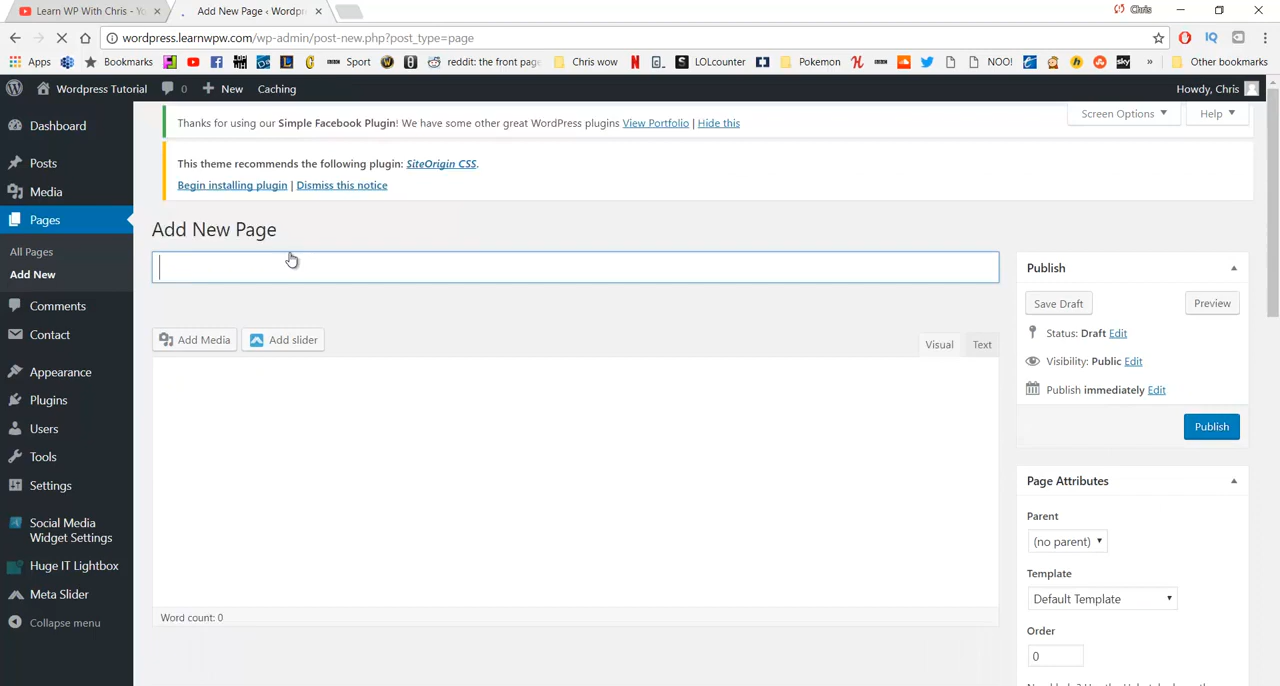 Learn WP With Chris - Yo
Add New Page ‹ Wordpr
Chris
wordpress.learnwpw.com/wp-admin/post-new.php?post_type=page
Apps Bookmarks Sport reddit: the front page Chris wow LOLcounter Pokemon NOO! sky » Other bookmarks
Wordpress Tutorial 0 New Caching Howdy, Chris
Thanks for using our Simple Facebook Plugin! We have some other great WordPress plugins View Portfolio | Hide this
Screen Options Help
This theme recommends the following plugin: SiteOrigin CSS.
Begin installing plugin | Dismiss this notice
Dashboard
Posts
Media
Pages
All Pages
Add New
Comments
Contact
Appearance
Plugins
Users
Tools
Settings
Social Media
Widget Settings
Huge IT Lightbox
Meta Slider
Collapse menu
Add New Page
Add Media Add slider
Visual Text
Word count: 0
Publish
Save Draft Preview
Status: Draft Edit
Visibility: Public Edit
Publish immediately Edit
Publish
Page Attributes
Parent
(no parent)
Template
Default Template
Order
0